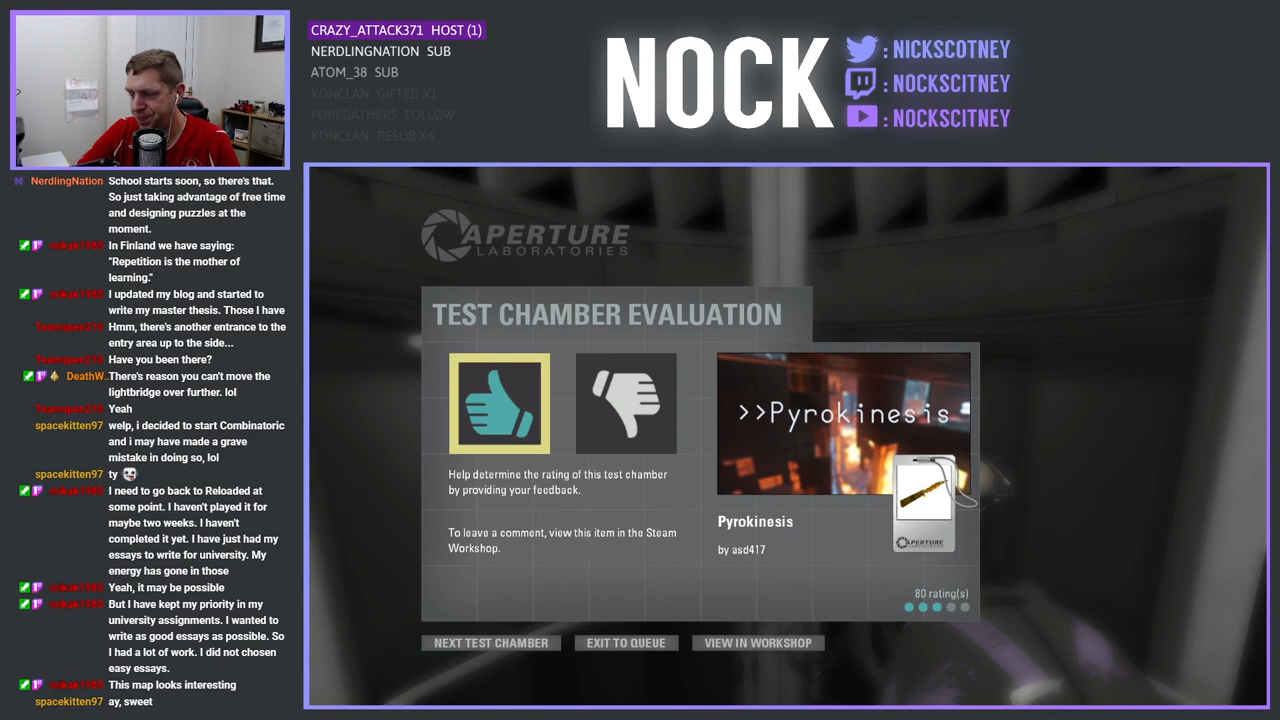 CRAZY_ATTACK371 HOST (1)
NERDLINGNATION SUB
ATOM_38 SUB
KONCLAN GIFTED X1
FOREGATHERS FOLLOW
KONCLAN RESUB X4
NOCK
: NICKSCOTNEY
: NOCKSCITNEY
: NOCKSCITNEY
NerdlingNation School starts soon, so there's that.
So just taking advantage of free time
and designing puzzles at the
moment.
mikak1985 In Finland we have saying:
"Repetition is the mother of
learning."
mikak1985 I updated my blog and started to
write my master thesis. Those I have
Teamspen210 Hmm, there's another entrance to the
entry area up to the side...
Teamspen210 Have you been there?
DeathW.. There's reason you can't move the
lightbridge over further. lol
Teamspen210 Yeah
spacekitten97 welp, i decided to start Combinatoric
and i may have made a grave
mistake in doing so, lol
spacekitten97 ty
mikak1985 I need to go back to Reloaded at
some point. I haven't played it for
maybe two weeks. I haven't
completed it yet. I have just had my
essays to write for university. My
energy has gone in those
mikak1985 Yeah, it may be possible
mikak1985 But I have kept my priority in my
university assignments. I wanted to
write as good essays as possible. So
I had a lot of work. I did not chosen
easy essays.
mikak1985 This map looks interesting
spacekitten97 ay, sweet
APERTURE
LABORATORIES
TEST CHAMBER EVALUATION
>>Pyrokinesis
Help determine the rating of this test chamber
by providing your feedback.
To leave a comment, view this item in the Steam
Workshop.
Pyrokinesis
by asd417
APERTURE
80 rating(s)
NEXT TEST CHAMBER
EXIT TO QUEUE
VIEW IN WORKSHOP